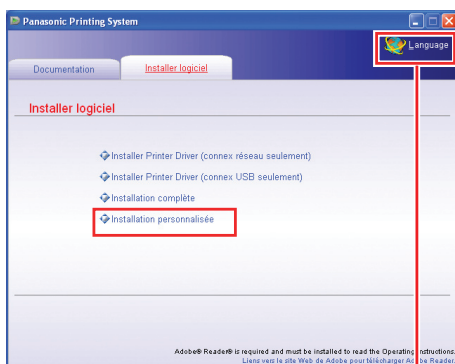 Panasonic Printing System
Language
Documentation
Installer logiciel
Installer logiciel
Installer Printer Driver (connex réseau seulement)
Installer Printer Driver (connex USB seulement)
Installation complète
Installation personnalisée
Adobe® Reader® is required and must be installed to read the Operating Instructions.
Liens vers le site Web de Adobe pour télécharger Adobe Reader.